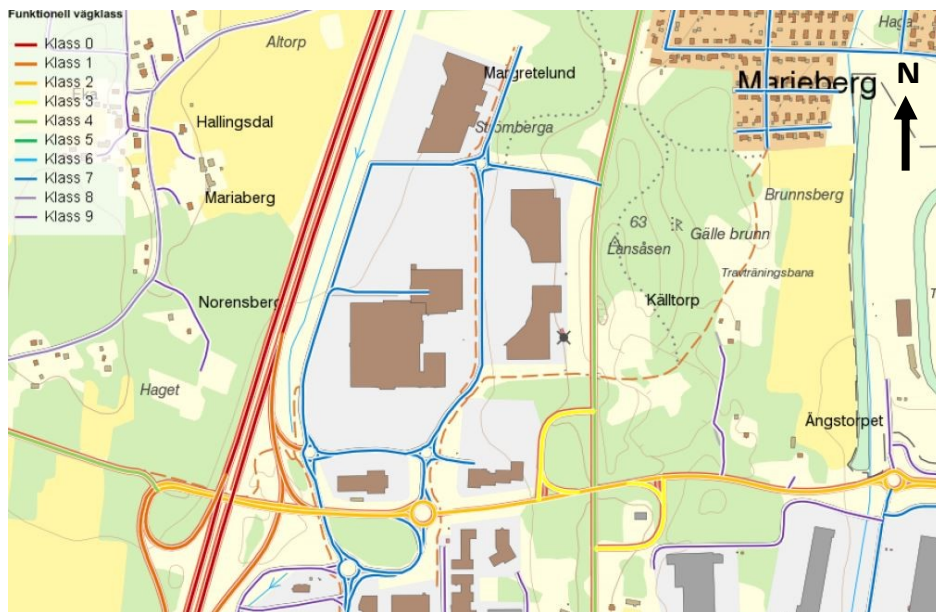 Funktionell vägklass
Klass 0
Klass 1
Klass 2
Klass 3
Klass 4
Klass 5
Klass 6
Klass 7
Klass 8
Klass 9
Altorp
Hallingsdal
Mariaberg
Norensberg
Haget
Margretelund
Strömberga
Haga
Marieberg
N
Brunnsberg
63
R
Gälle brunn
Lansåsen
Travträningsbana
Källtorp
Ängstorpet